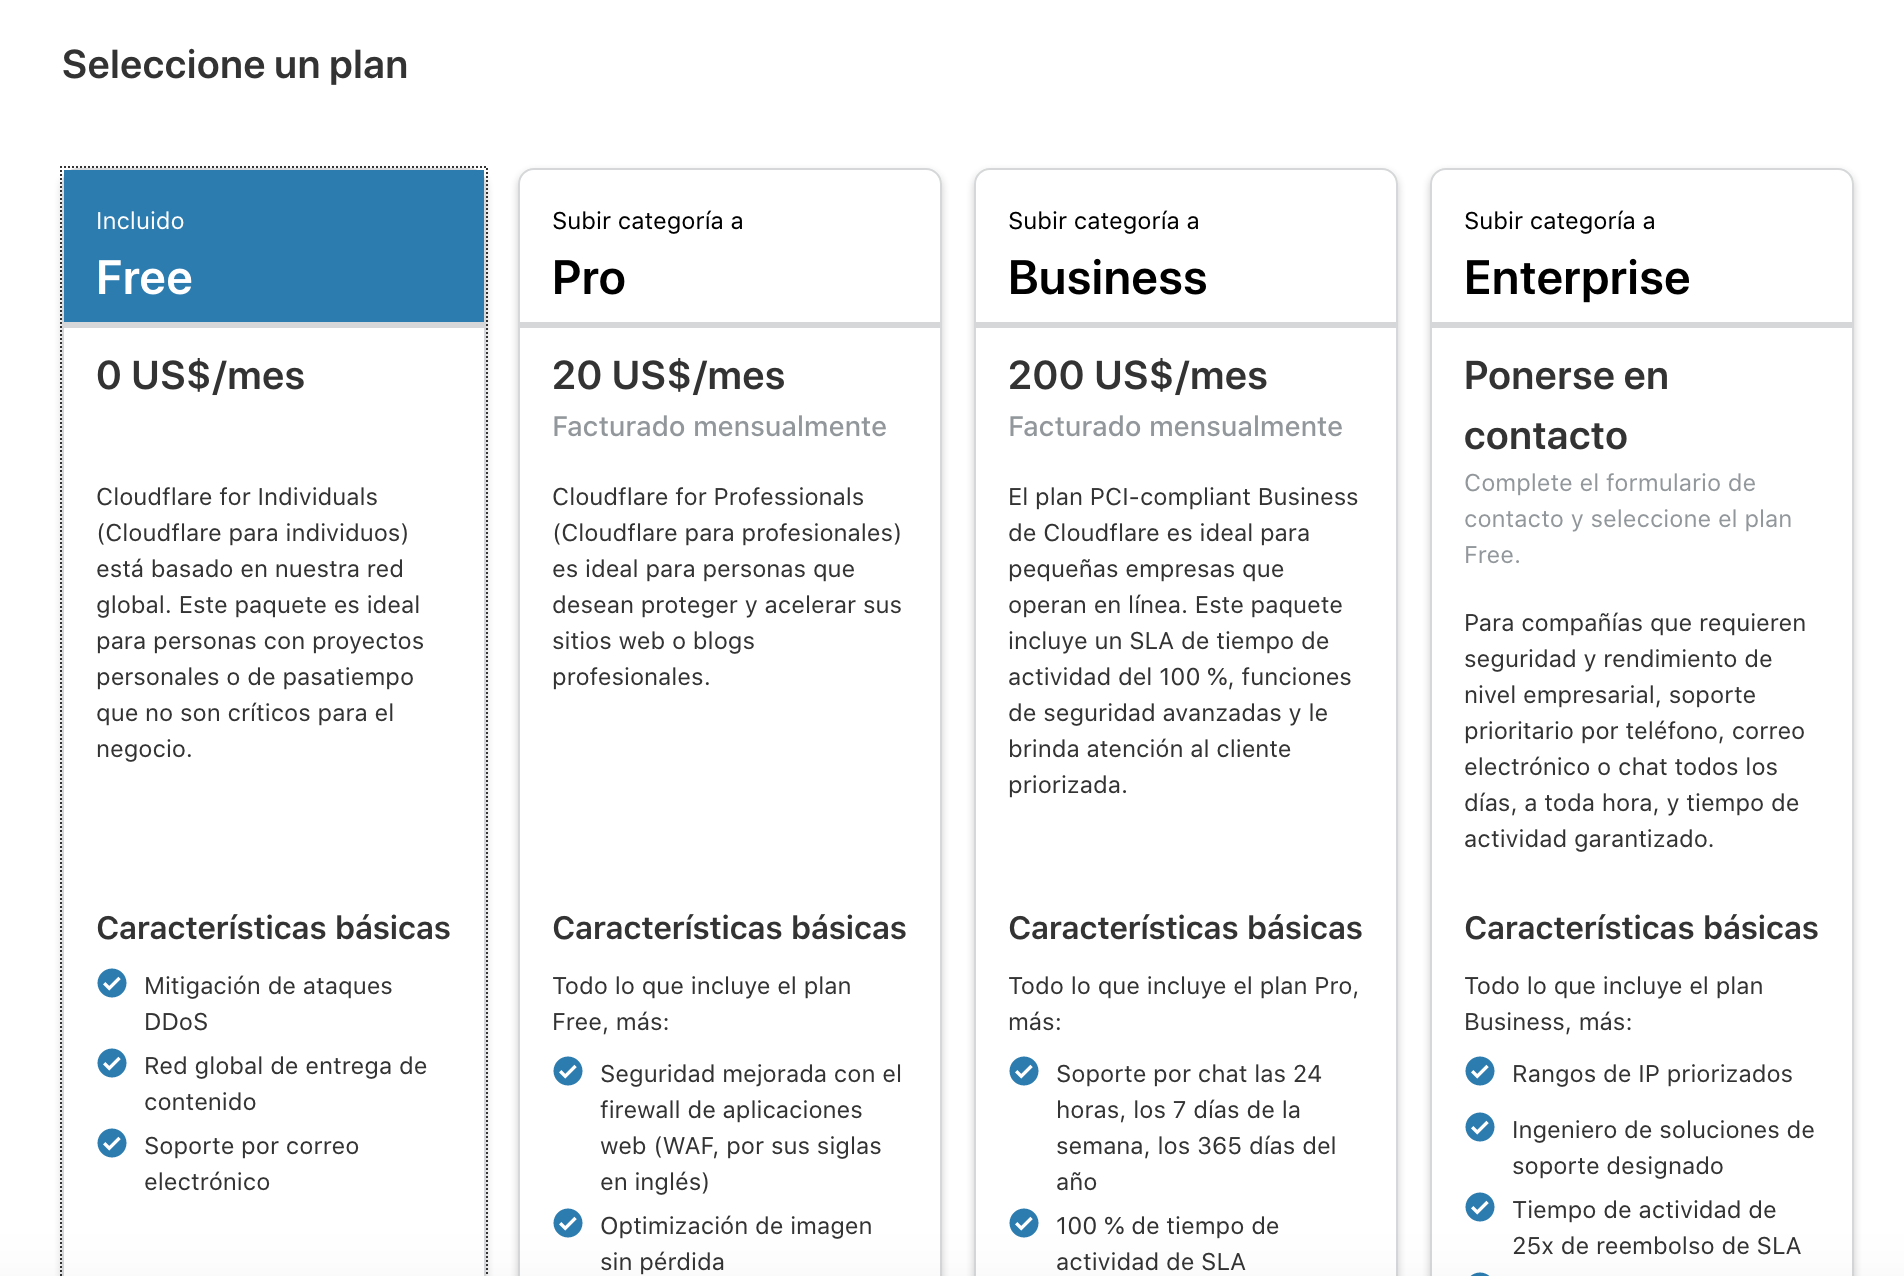 Seleccione un plan
Incluido
Free
0 US$/mes
Cloudflare for Individuals
(Cloudflare para individuos)
está basado en nuestra red
global. Este paquete es ideal
para personas con proyectos
personales o de pasatiempo
que no son críticos para el
negocio.
Características básicas
Mitigación de ataques
DDoS
Red global de entrega de
contenido
Soporte por correo
electrónico
Subir categoría a
Pro
20 US$/mes
Facturado mensualmente
Cloudflare for Professionals
(Cloudflare para profesionales)
es ideal para personas que
desean proteger y acelerar sus
sitios web o blogs
profesionales.
Características básicas
Todo lo que incluye el plan
Free, más:
Seguridad mejorada con el
firewall de aplicaciones
web (WAF, por sus siglas
en inglés)
Optimización de imagen
sin pérdida
Subir categoría a
Business
200 US$/mes
Facturado mensualmente
El plan PCI-compliant Business
de Cloudflare es ideal para
pequeñas empresas que
operan en línea. Este paquete
incluye un SLA de tiempo de
actividad del 100 %, funciones
de seguridad avanzadas y le
brinda atención al cliente
priorizada.
Características básicas
Todo lo que incluye el plan Pro,
más:
Soporte por chat las 24
horas, los 7 días de la
semana, los 365 días del
año
100 % de tiempo de
actividad de SLA
Subir categoría a
Enterprise
Ponerse en
contacto
Complete el formulario de
contacto y seleccione el plan
Free.
Para compañías que requieren
seguridad y rendimiento de
nivel empresarial, soporte
prioritario por teléfono, correo
electrónico o chat todos los
días, a toda hora, y tiempo de
actividad garantizado.
Características básicas
Todo lo que incluye el plan
Business, más:
Rangos de IP priorizados
Ingeniero de soluciones de
soporte designado
Tiempo de actividad de
25x de reembolso de SLA